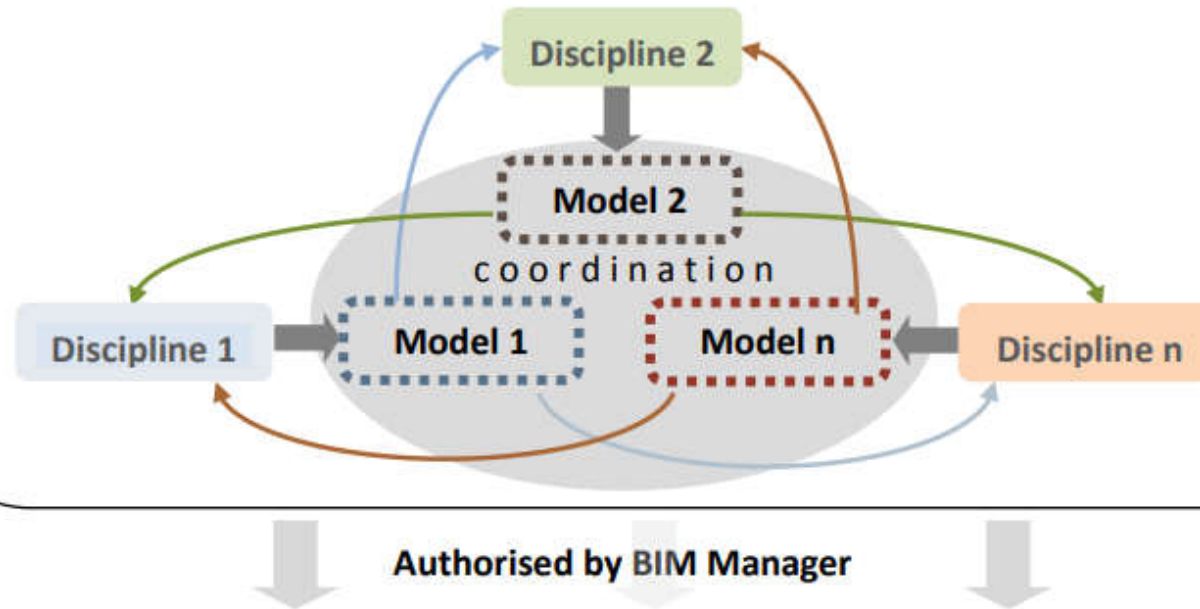 Discipline 2
Model 2
coordination
Discipline 1
Model 1
Model n
Discipline n
Authorised by BIM Manager